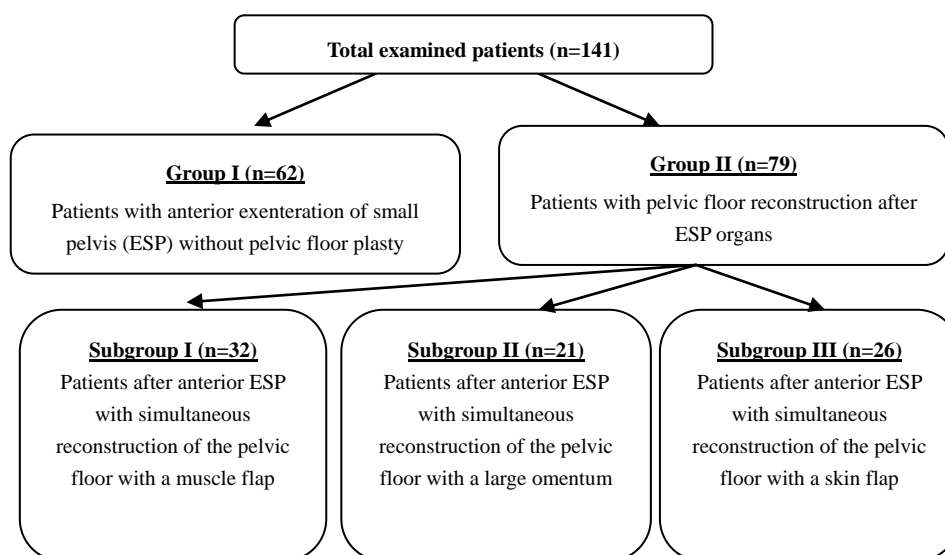 Total examined patients (n=141)
Group I (n=62)
Patients with anterior exenteration of small
pelvis (ESP) without pelvic floor plasty
Group II (n=79)
Patients with pelvic floor reconstruction after
ESP organs
Subgroup I (n=32)
Patients after anterior ESP
with simultaneous
reconstruction of the pelvic
floor with a muscle flap
Subgroup II (n=21)
Patients after anterior ESP
with simultaneous
reconstruction of the pelvic
floor with a large omentum
Subgroup III (n=26)
Patients after anterior ESP
with simultaneous
reconstruction of the pelvic
floor with a skin flap